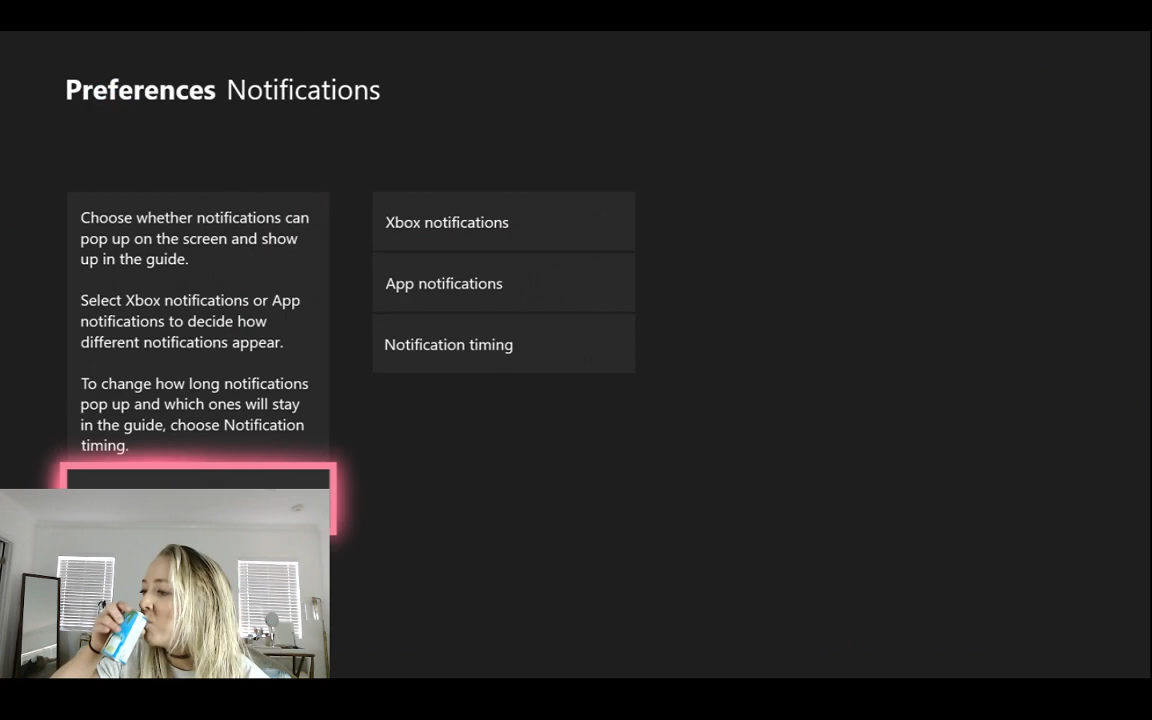 Preferences Notifications
Choose whether notifications can
pop up on the screen and show
up in the guide.
Select Xbox notifications or App
notifications to decide how
different notifications appear.
To change how long notifications
pop up and which ones will stay
in the guide, choose Notification
timing.
Xbox notifications
App notifications
Notification timing